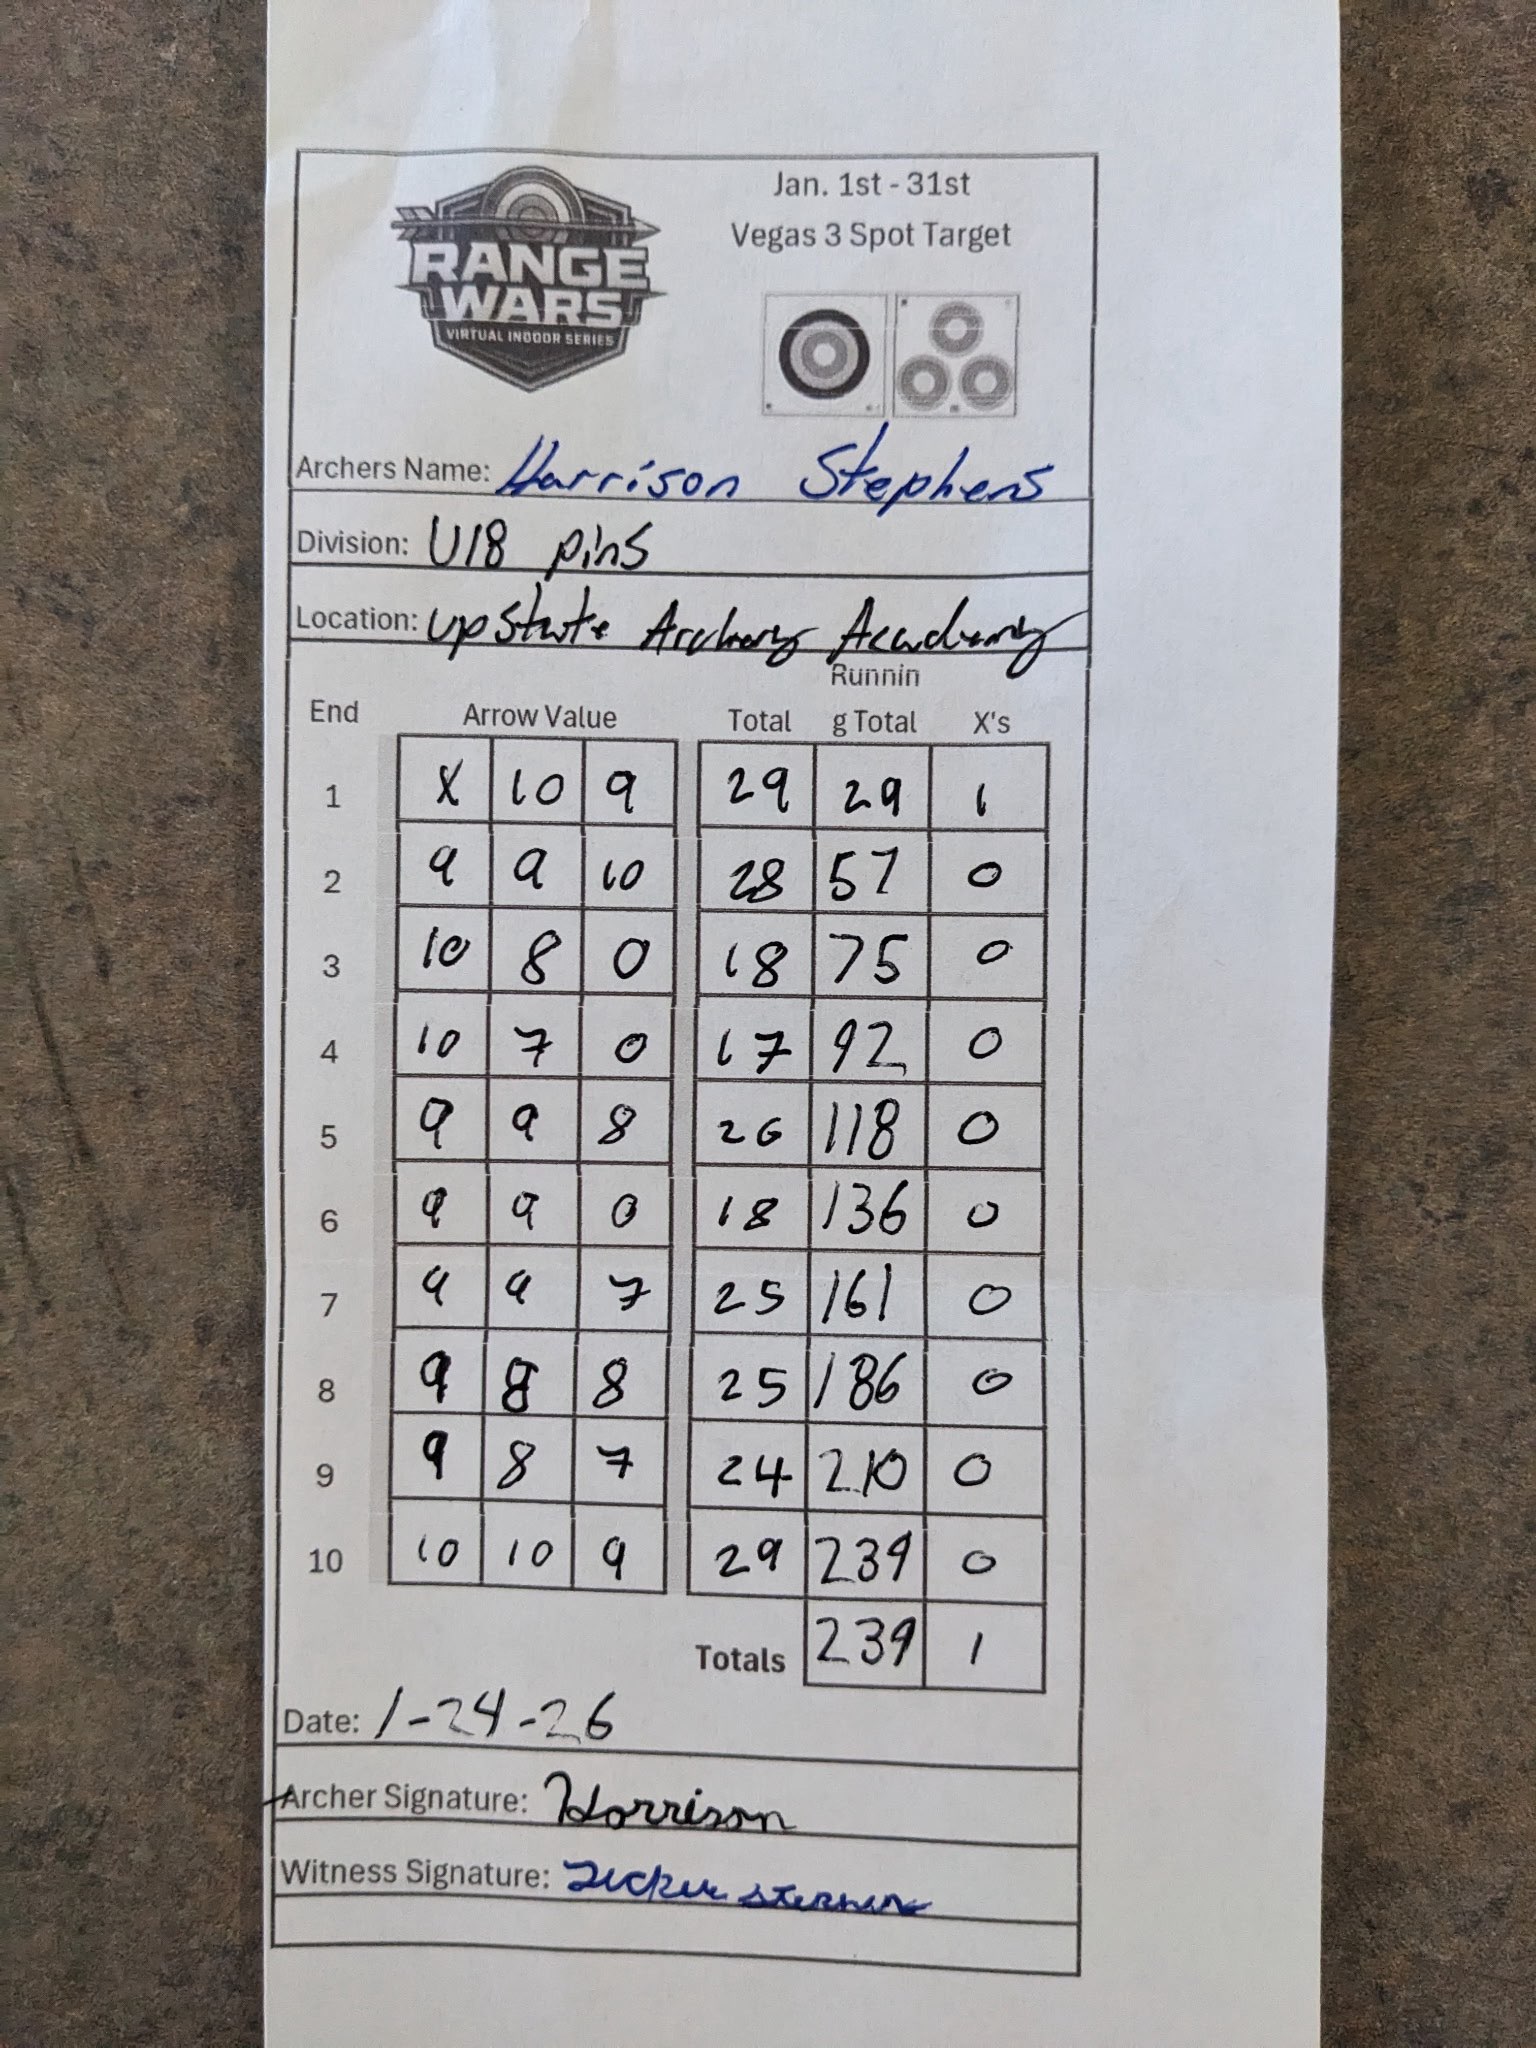 RANGE
WARS
VIRTUAL INDOOR SERIES
Jan. 1st - 31st
Vegas 3 Spot Target
Archers Name: Harrison Stephens
Division: U18 pins
Location: Upstate Archery Academy
End Arrow Value Total Runnin
g Total X's
1 X 10 9 29 29 1
2 9 9 10 28 57 0
3 10 8 0 18 75 0
4 10 7 0 17 92 0
5 9 9 8 26 118 0
6 9 9 0 18 136 0
7 9 9 7 25 161 0
8 9 8 8 25 186 0
9 9 8 7 24 210 0
10 10 10 9 29 239 0
Totals 239 1
Date: 1-24-26
Archer Signature: Harrison
Witness Signature: